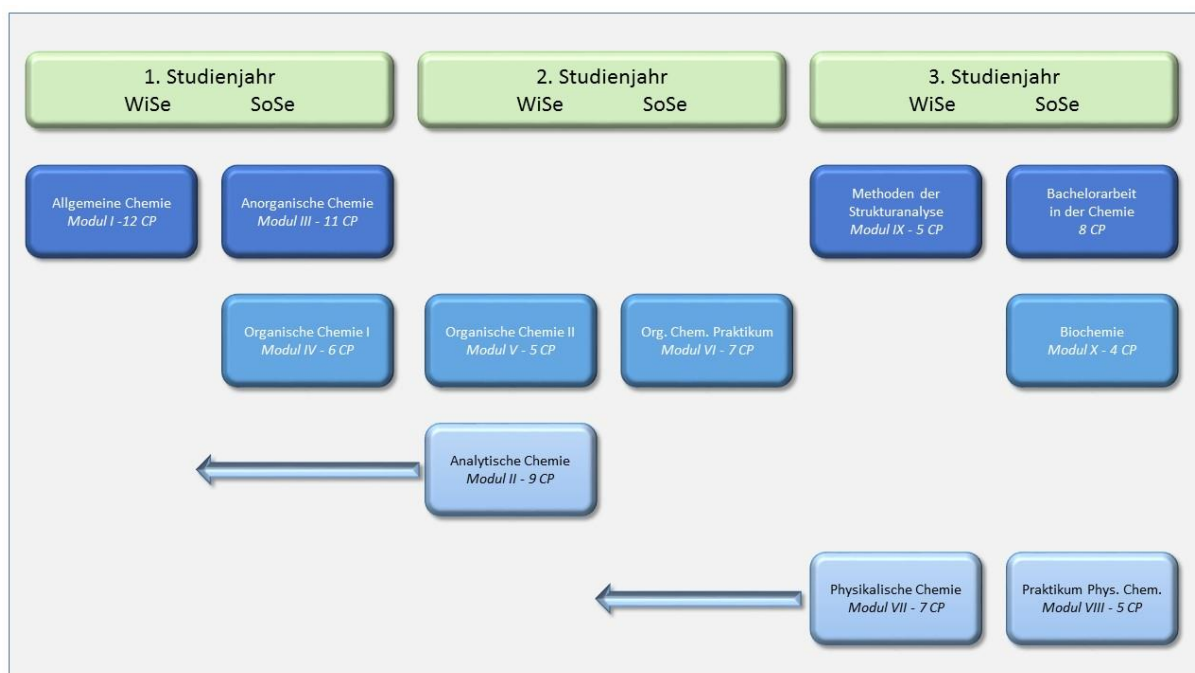 1. Studienjahr
WiSe SoSe
2. Studienjahr
WiSe SoSe
3. Studienjahr
WiSe SoSe
Allgemeine Chemie
Modul I -12 CP
Anorganische Chemie
Modul III - 11 CP
Methoden der
Strukturanalyse
Modul IX - 5 CP
Bachelorarbeit
in der Chemie
8 CP
Organische Chemie I
Modul IV - 6 CP
Organische Chemie II
Modul V - 5 CP
Org. Chem. Praktikum
Modul VI - 7 CP
Biochemie
Modul X - 4 CP
Analytische Chemie
Modul II - 9 CP
Physikalische Chemie
Modul VII - 7 CP
Praktikum Phys. Chem.
Modul VIII - 5 CP